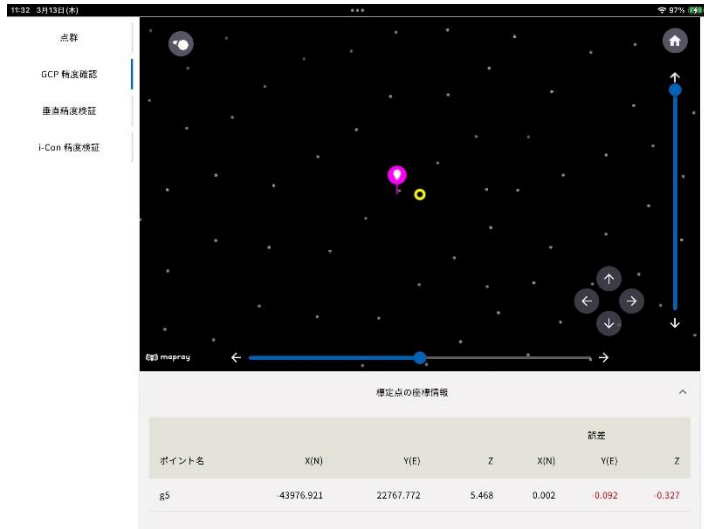 11:32 3月13日(木)
97%
点群
GCP 精度確認
垂直精度検証
i-Con 精度検証
mapray
標定点の座標情報
誤差
ポイント名 X(N) Y(E) Z X(N) Y(E) Z
g5 -43976.921 22767.772 5.468 0.002 -0.092 -0.327